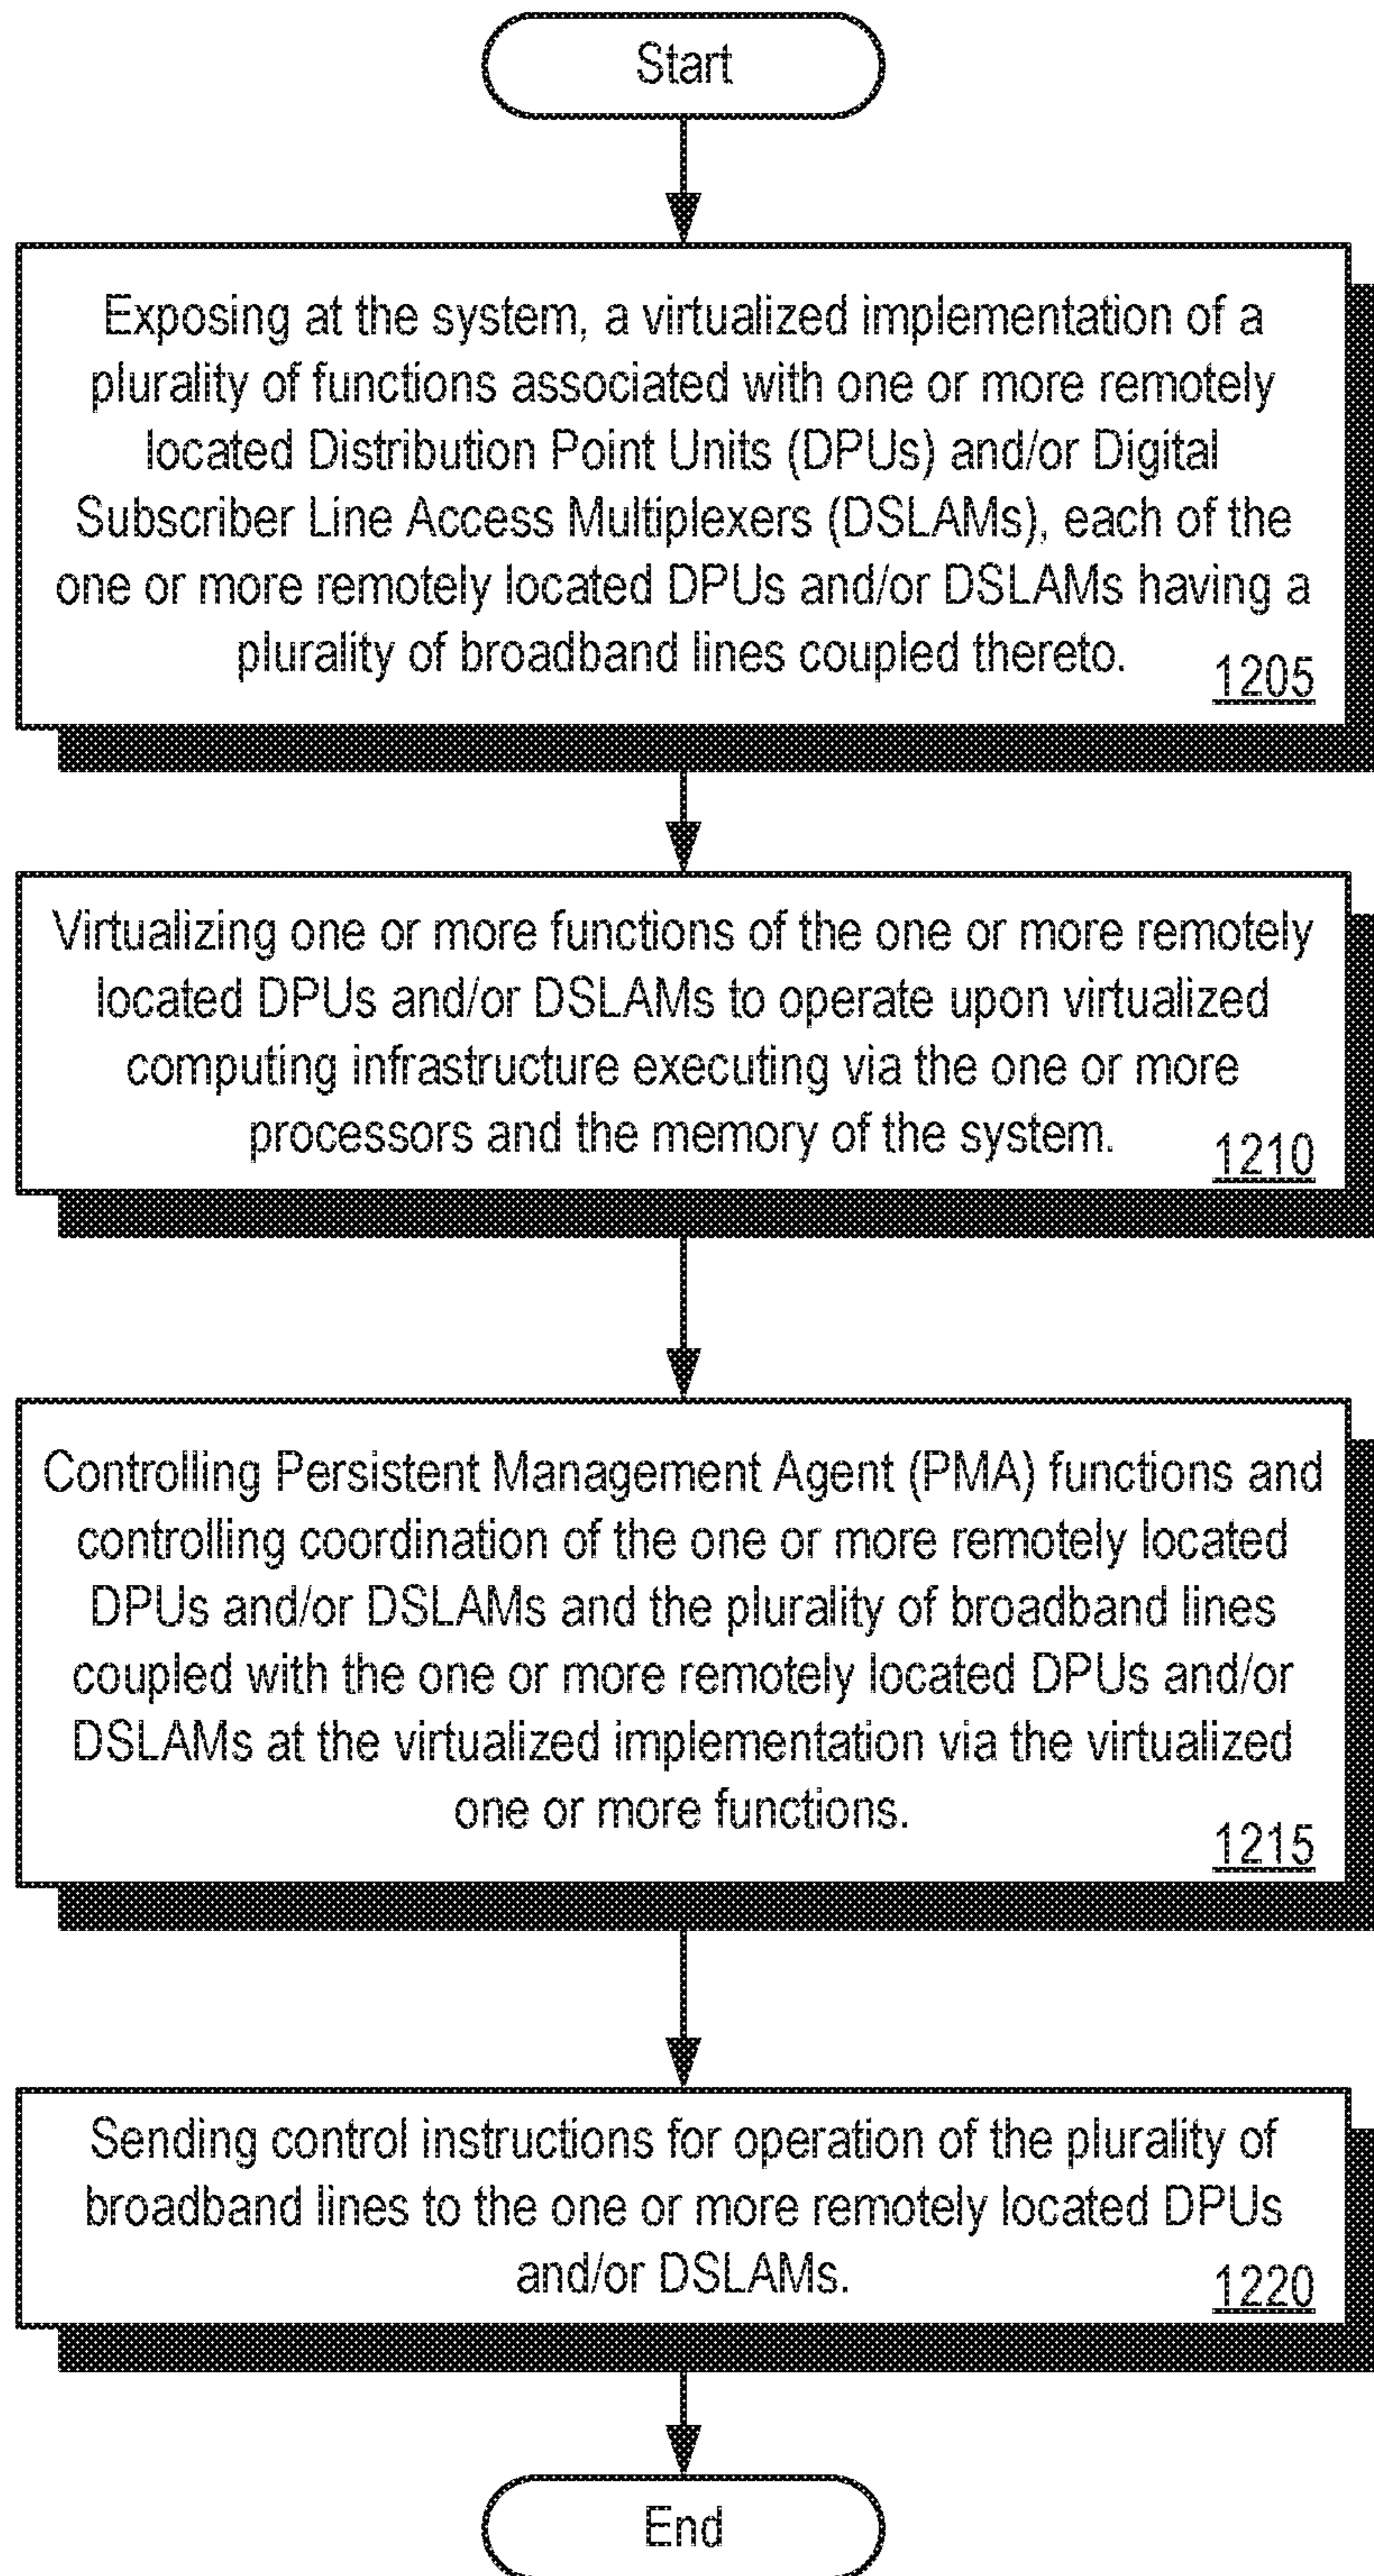 Start
Exposing at the system, a virtualized implementation of a
plurality of functions associated with one or more remotely
located Distribution Point Units (DPUs) and/or Digital
Subscriber Line Access Multiplexers (DSLAMs), each of the
one or more remotely located DPUs and/or DSLAMs having a
plurality of broadband lines coupled thereto.
1205
Virtualizing one or more functions of the one or more remotely
located DPUs and/or DSLAMs to operate upon virtualized
computing infrastructure executing via the one or more
processors and the memory of the system.
1210
Controlling Persistent Management Agent (PMA) functions and
controlling coordination of the one or more remotely located
DPUs and/or DSLAMs and the plurality of broadband lines
coupled with the one or more remotely located DPUs and/or
DSLAMs at the virtualized implementation via the virtualized
one or more functions.
1215
Sending control instructions for operation of the plurality of
broadband lines to the one or more remotely located DPUs
and/or DSLAMs.
1220
End